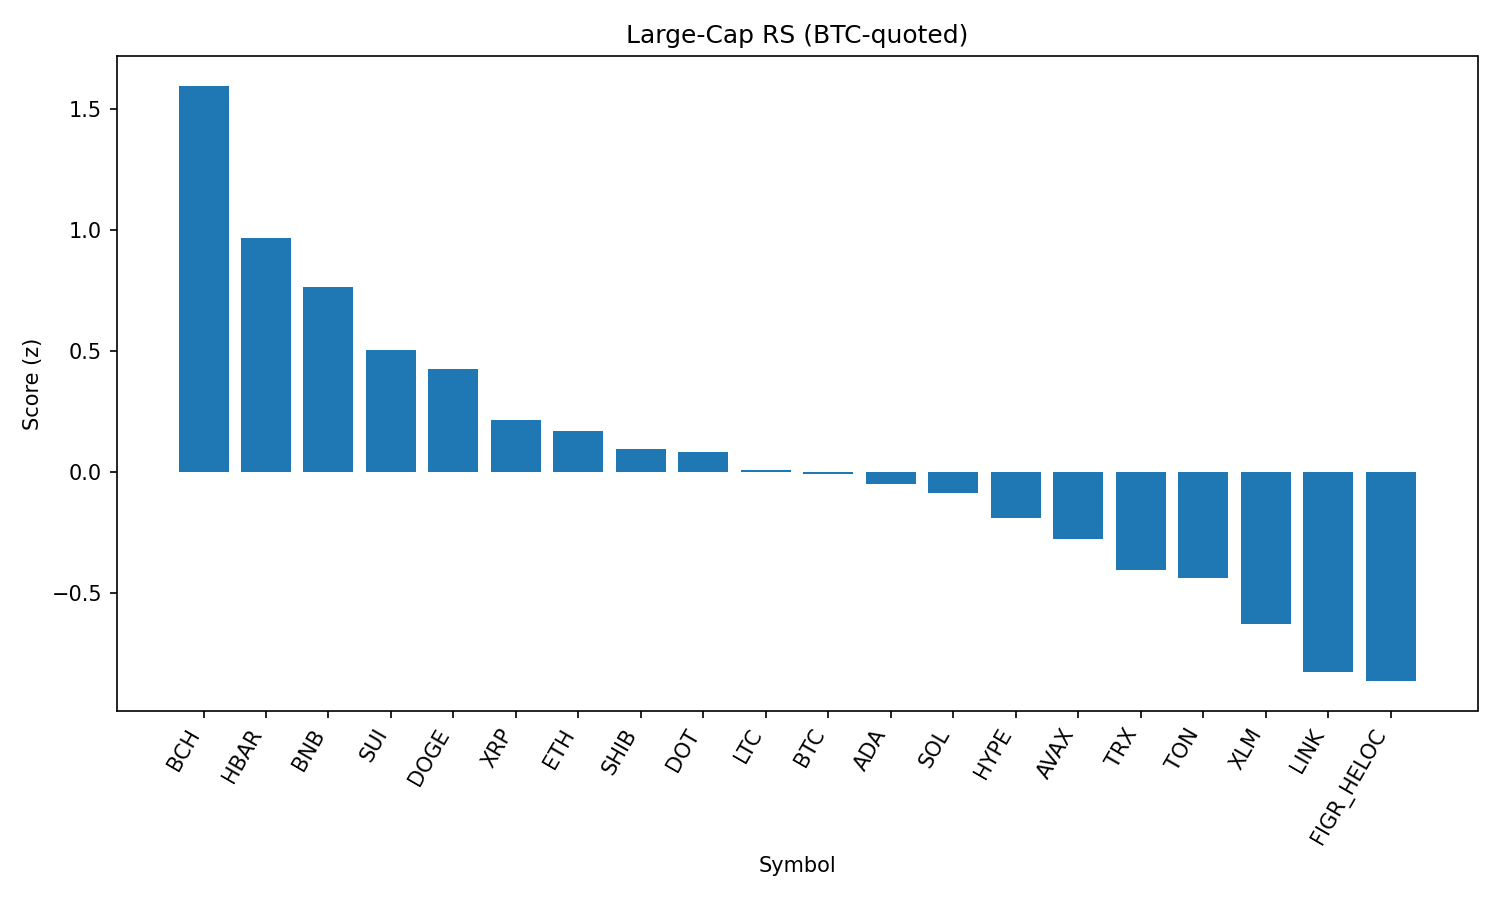 Large-Cap RS (BTC-quoted)
Score (z)
1.5
1.0
0.5
0.0
−0.5
BCH
HBAR
BNB
SUI
DOGE
XRP
ETH
SHIB
DOT
LTC
BTC
ADA
SOL
HYPE
AVAX
TRX
TON
XLM
LINK
FIGR_HELOC
Symbol